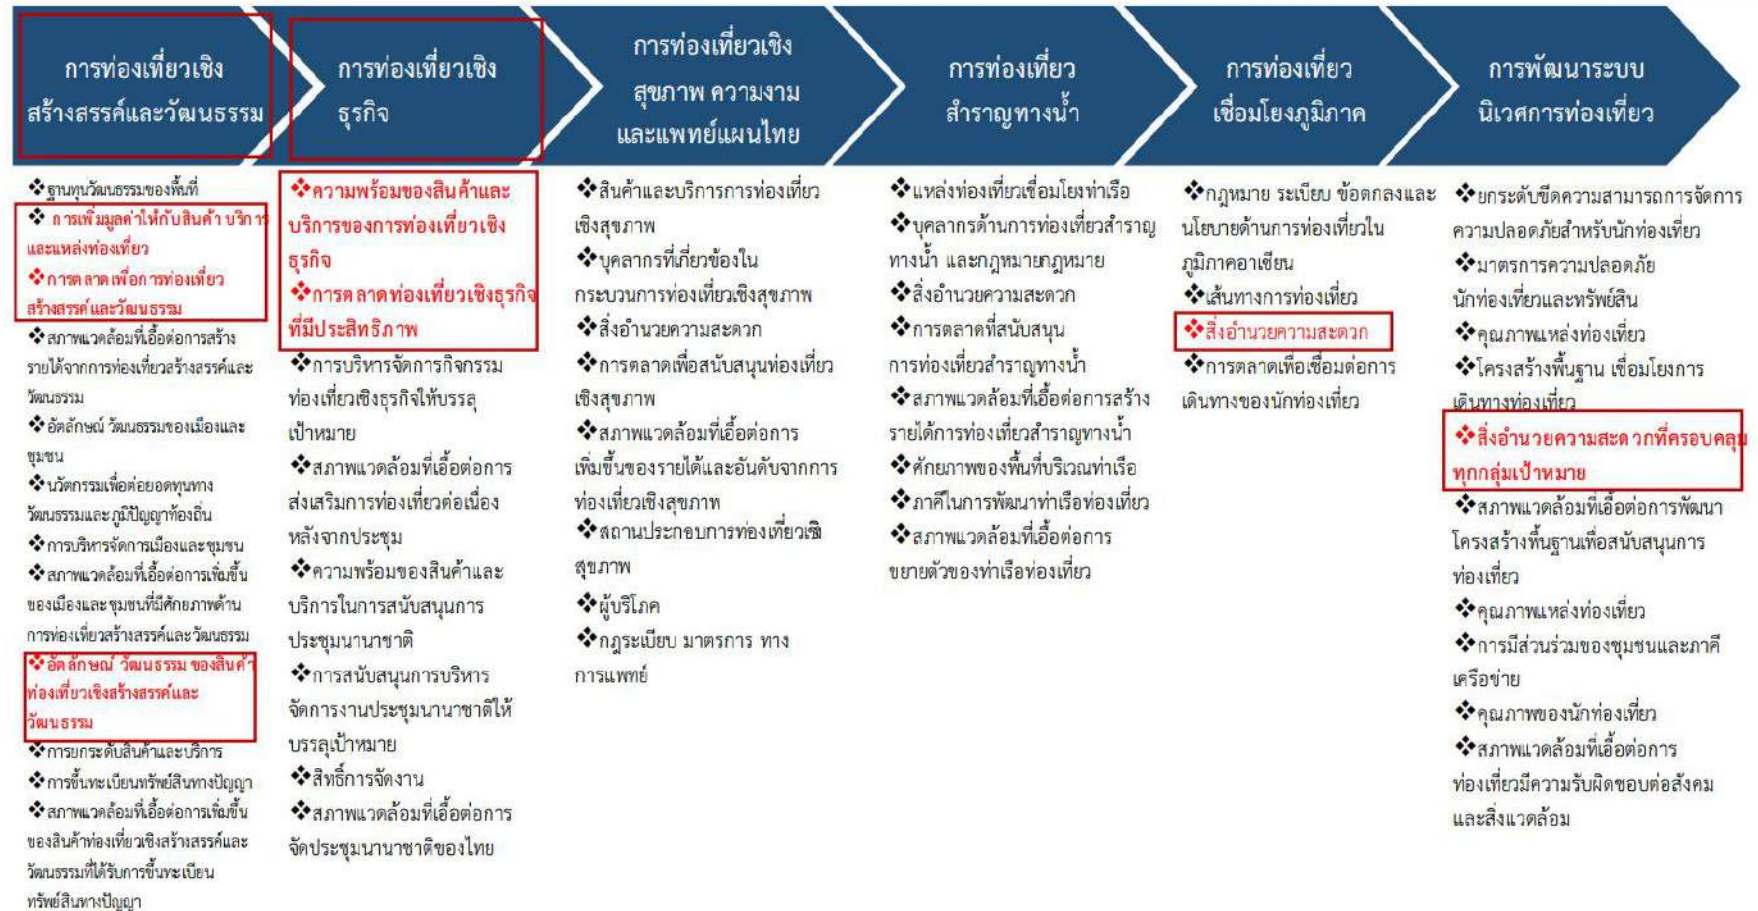 การท่องเที่ยวเชิง
สร้างสรรค์และวัฒนธรรม
การท่องเที่ยวเชิง
ธุรกิจ
การท่องเที่ยวเชิง
สุขภาพ ความงาม
และแพทย์แผนไทย
การท่องเที่ยว
สำราญทางน้ำ
การท่องเที่ยว
เชื่อมโยงภูมิภาค
การพัฒนาระบบ
นิเวศการท่องเที่ยว
❖ฐานทุนวัฒนธรรมของพื้นที่
❖ การเพิ่มมูลค่าให้กับสินค้า บริการ
และแหล่งท่องเที่ยว
❖การตลาดเพื่อการท่องเที่ยว
สร้างสรรค์และวัฒนธรรม
❖สภาพแวดล้อมที่เอื้อต่อการสร้าง
รายได้จากการท่องเที่ยวสร้างสรรค์และ
วัฒนธรรม
❖อัตลักษณ์ วัฒนธรรมของเมืองและ
ชุมชน
❖นวัตกรรมเพื่อต่อยอดทุนทาง
วัฒนธรรมและภูมิปัญญาท้องถิ่น
❖การบริหารจัดการเมืองและชุมชน
❖สภาพแวดล้อมที่เอื้อต่อการเพิ่มขึ้น
ของเมืองและชุมชนที่มีศักยภาพด้าน
การท่องเที่ยวสร้างสรรค์และวัฒนธรรม
❖อัตลักษณ์ วัฒนธรรม ของสินค้า
ท่องเที่ยวเชิงสร้างสรรค์และ
วัฒนธรรม
❖การยกระดับสินค้าและบริการ
❖การขึ้นทะเบียนทรัพย์สินทางปัญญา
❖สภาพแวดล้อมที่เอื้อต่อการเพิ่มขึ้น
ของสินค้าท่องเที่ยวเชิงสร้างสรรค์และ
วัฒนธรรมที่ได้รับการขึ้นทะเบียน
ทรัพย์สินทางปัญญา
❖ความพร้อมของสินค้าและ
บริการของการท่องเที่ยวเชิง
ธุรกิจ
❖การตลาดท่องเที่ยวเชิงธุรกิจ
ที่มีประสิทธิภาพ
❖การบริหารจัดการกิจกรรม
ท่องเที่ยวเชิงธุรกิจให้บรรลุ
เป้าหมาย
❖สภาพแวดล้อมที่เอื้อต่อการ
ส่งเสริมการท่องเที่ยวต่อเนื่อง
หลังจากประชุม
❖ความพร้อมของสินค้าและ
บริการในการสนับสนุนการ
ประชุมนานาชาติ
❖การสนับสนุนการบริหาร
จัดการงานประชุมนานาชาติให้
บรรลุเป้าหมาย
❖สิทธิ์การจัดงาน
❖สภาพแวดล้อมที่เอื้อต่อการ
จัดประชุมนานาชาติของไทย
❖สินค้าและบริการการท่องเที่ยว
เชิงสุขภาพ
❖บุคลากรที่เกี่ยวข้องใน
กระบวนการท่องเที่ยวเชิงสุขภาพ
❖สิ่งอำนวยความสะดวก
❖การตลาดเพื่อสนับสนุนท่องเที่ยว
เชิงสุขภาพ
❖สภาพแวดล้อมที่เอื้อต่อการ
เพิ่มขึ้นของรายได้และอันดับจากการ
ท่องเที่ยวเชิงสุขภาพ
❖สถานประกอบการท่องเที่ยวเชิ
สุขภาพ
❖ผู้บริโภค
❖กฎระเบียบ มาตรการ ทาง
การแพทย์
❖แหล่งท่องเที่ยวเชื่อมโยงท่าเรือ
❖บุคลากรด้านการท่องเที่ยวสำราญ
ทางน้ำ และกฎหมายกฎหมาย
❖สิ่งอำนวยความสะดวก
❖การตลาดที่สนับสนุน
การท่องเที่ยวสำราญทางน้ำ
❖สภาพแวดล้อมที่เอื้อต่อการสร้าง
รายได้การท่องเที่ยวสำราญทางน้ำ
❖ศักยภาพของพื้นที่บริเวณท่าเรือ
❖ภาคีในการพัฒนาท่าเรือท่องเที่ยว
❖สภาพแวดล้อมที่เอื้อต่อการ
ขยายตัวของท่าเรือท่องเที่ยว
❖กฎหมาย ระเบียบ ข้อตกลงและ
นโยบายด้านการท่องเที่ยวใน
ภูมิภาคอาเซียน
❖เส้นทางการท่องเที่ยว
❖สิ่งอำนวยความสะดวก
❖การตลาดเพื่อเชื่อมต่อการ
เดินทางของนักท่องเที่ยว
❖ยกระดับขีดความสามารถการจัดการ
ความปลอดภัยสำหรับนักท่องเที่ยว
❖มาตรการความปลอดภัย
นักท่องเที่ยวและทรัพย์สิน
❖คุณภาพแหล่งท่องเที่ยว
❖โครงสร้างพื้นฐาน เชื่อมโยงการ
เดินทางท่องเที่ยว
❖สิ่งอำนวยความสะดวกที่ครอบคลุม
ทุกกลุ่มเป้าหมาย
❖สภาพแวดล้อมที่เอื้อต่อการพัฒนา
โครงสร้างพื้นฐานเพื่อสนับสนุนการ
ท่องเที่ยว
❖คุณภาพแหล่งท่องเที่ยว
❖การมีส่วนร่วมของชุมชนและภาคี
เครือข่าย
❖คุณภาพของนักท่องเที่ยว
❖สภาพแวดล้อมที่เอื้อต่อการ
ท่องเที่ยวมีความรับผิดชอบต่อสังคม
และสิ่งแวดล้อม